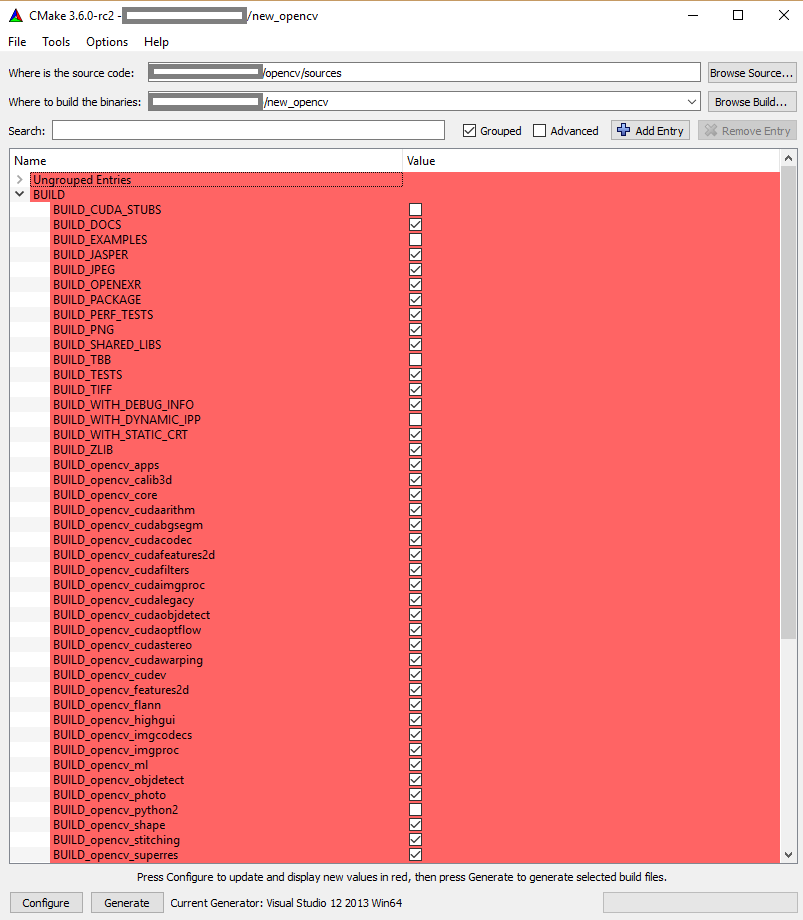 CMake 3.6.0-rc2 - /new_opencv
File Tools Options Help
Where is the source code: /opencv/sources Browse Source...
Where to build the binaries: /new_opencv Browse Build...
Search: Grouped Advanced Add Entry Remove Entry
Name Value
Ungrouped Entries
BUILD
BUILD_CUDA_STUBS
BUILD_DOCS
BUILD_EXAMPLES
BUILD_JASPER
BUILD_JPEG
BUILD_OPENEXR
BUILD_PACKAGE
BUILD_PERF_TESTS
BUILD_PNG
BUILD_SHARED_LIBS
BUILD_TBB
BUILD_TESTS
BUILD_TIFF
BUILD_WITH_DEBUG_INFO
BUILD_WITH_DYNAMIC_IPP
BUILD_WITH_STATIC_CRT
BUILD_ZLIB
BUILD_opencv_apps
BUILD_opencv_calib3d
BUILD_opencv_core
BUILD_opencv_cudaarithm
BUILD_opencv_cudabgsegm
BUILD_opencv_cudacodec
BUILD_opencv_cudafeatures2d
BUILD_opencv_cudafilters
BUILD_opencv_cudaimgproc
BUILD_opencv_cudalegacy
BUILD_opencv_cudaobjdetect
BUILD_opencv_cudaoptflow
BUILD_opencv_cudastereo
BUILD_opencv_cudawarping
BUILD_opencv_cudev
BUILD_opencv_features2d
BUILD_opencv_flann
BUILD_opencv_highgui
BUILD_opencv_imgcodecs
BUILD_opencv_imgproc
BUILD_opencv_ml
BUILD_opencv_objdetect
BUILD_opencv_photo
BUILD_opencv_python2
BUILD_opencv_shape
BUILD_opencv_stitching
BUILD_opencv_superres
Press Configure to update and display new values in red, then press Generate to generate selected build files.
Configure Generate Current Generator: Visual Studio 12 2013 Win64